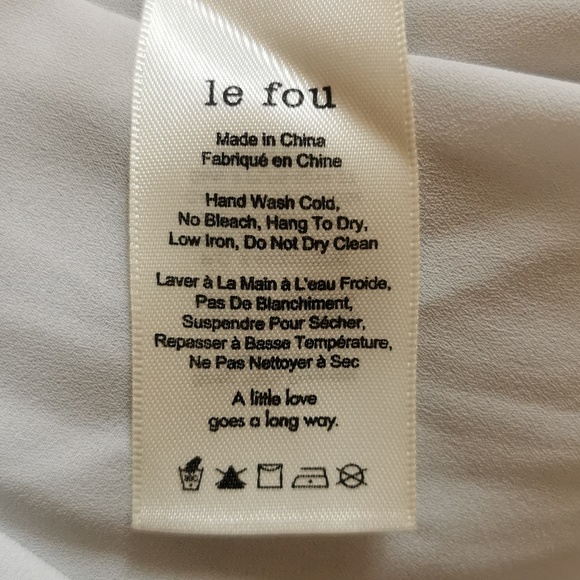 le fou
Made in China
Fabriqué en Chine
Hand Wash Cold,
No Bleach, Hang To Dry,
Low Iron, Do Not Dry Clean
Laver à La Main à L'eau Froide,
Pas De Blanchiment,
Suspendre Pour Sécher,
Repasser à Basse Température,
Ne Pas Nettoyer à Sec
A little love
goes a long way.